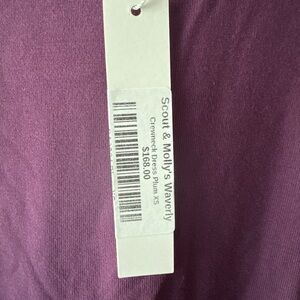 Scout & Molly's Waverly
Crewneck Dress Plum XS
$168.00